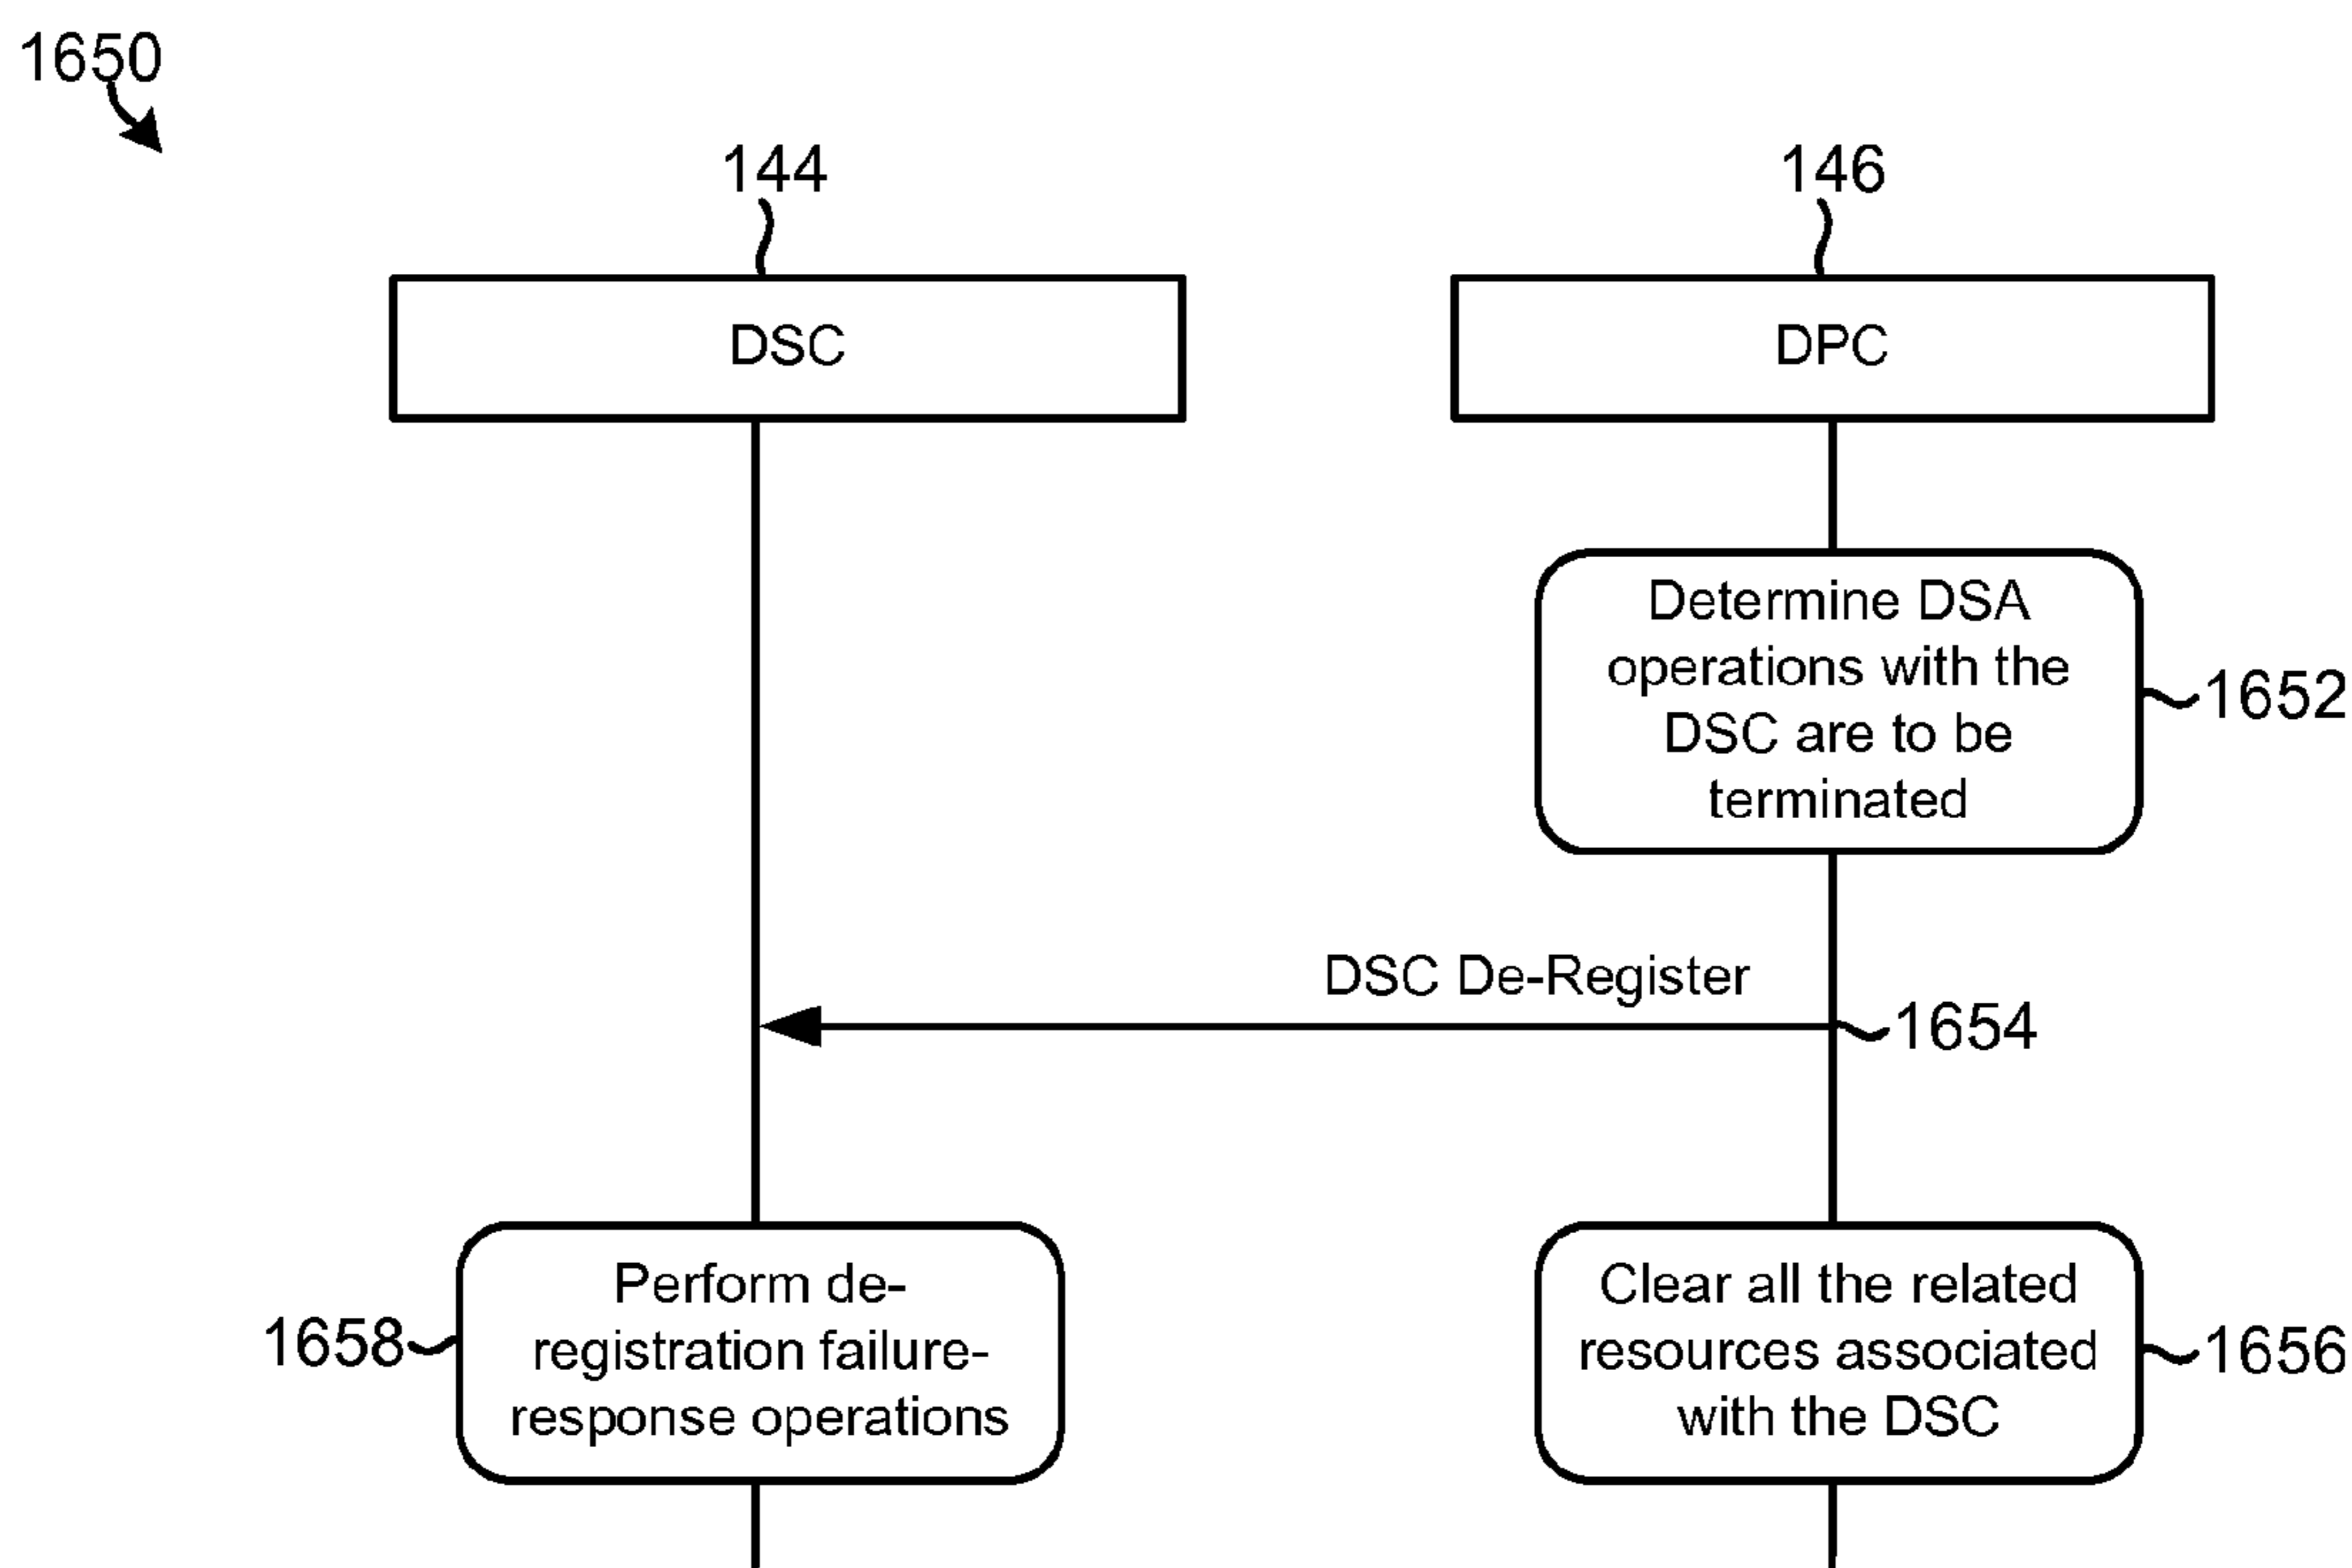 1650
144
146
DSC
DPC
Determine DSA
operations with the
DSC are to be
terminated
1652
DSC De-Register
1654
Perform de-
registration failure-
response operations
1658
Clear all the related
resources associated
with the DSC
1656